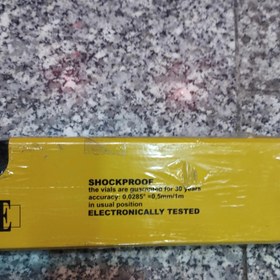 SHOCKPROOF
the vials are guaranteed for 30 years
accuracy: 0,0285° =0,5mm/1m
in usual position
ELECTRONICALLY TESTED
E